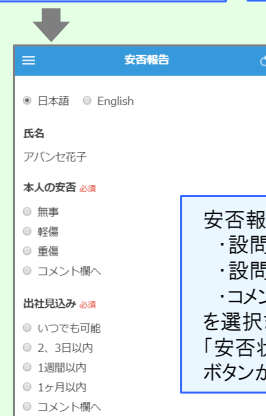 安否報告
日本語 English
氏名
アバンセ花子
本人の安否 必須
無事
軽傷
重傷
コメント欄へ
出社見込み 必須
いつでも可能
2、3日以内
1週間以内
1ヶ月以内
コメント欄へ
安否報
・設問
・設問
・コメン
を選択
「安否状
ボタンが